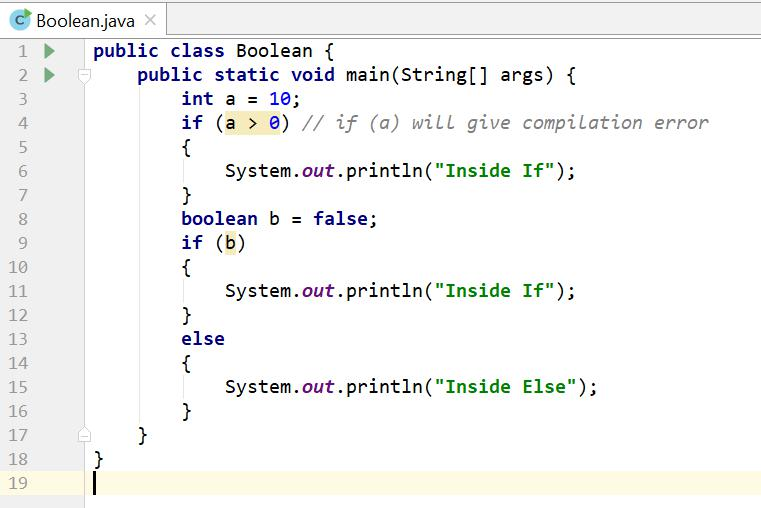 Boolean.java
1 public class Boolean {
2     public static void main(String[] args) {
3         int a = 10;
4         if (a > 0) // if (a) will give compilation error
5         {
6             System.out.println("Inside If");
7         }
8         boolean b = false;
9         if (b)
10         {
11             System.out.println("Inside If");
12         }
13         else
14         {
15             System.out.println("Inside Else");
16         }
17     }
18 }
19